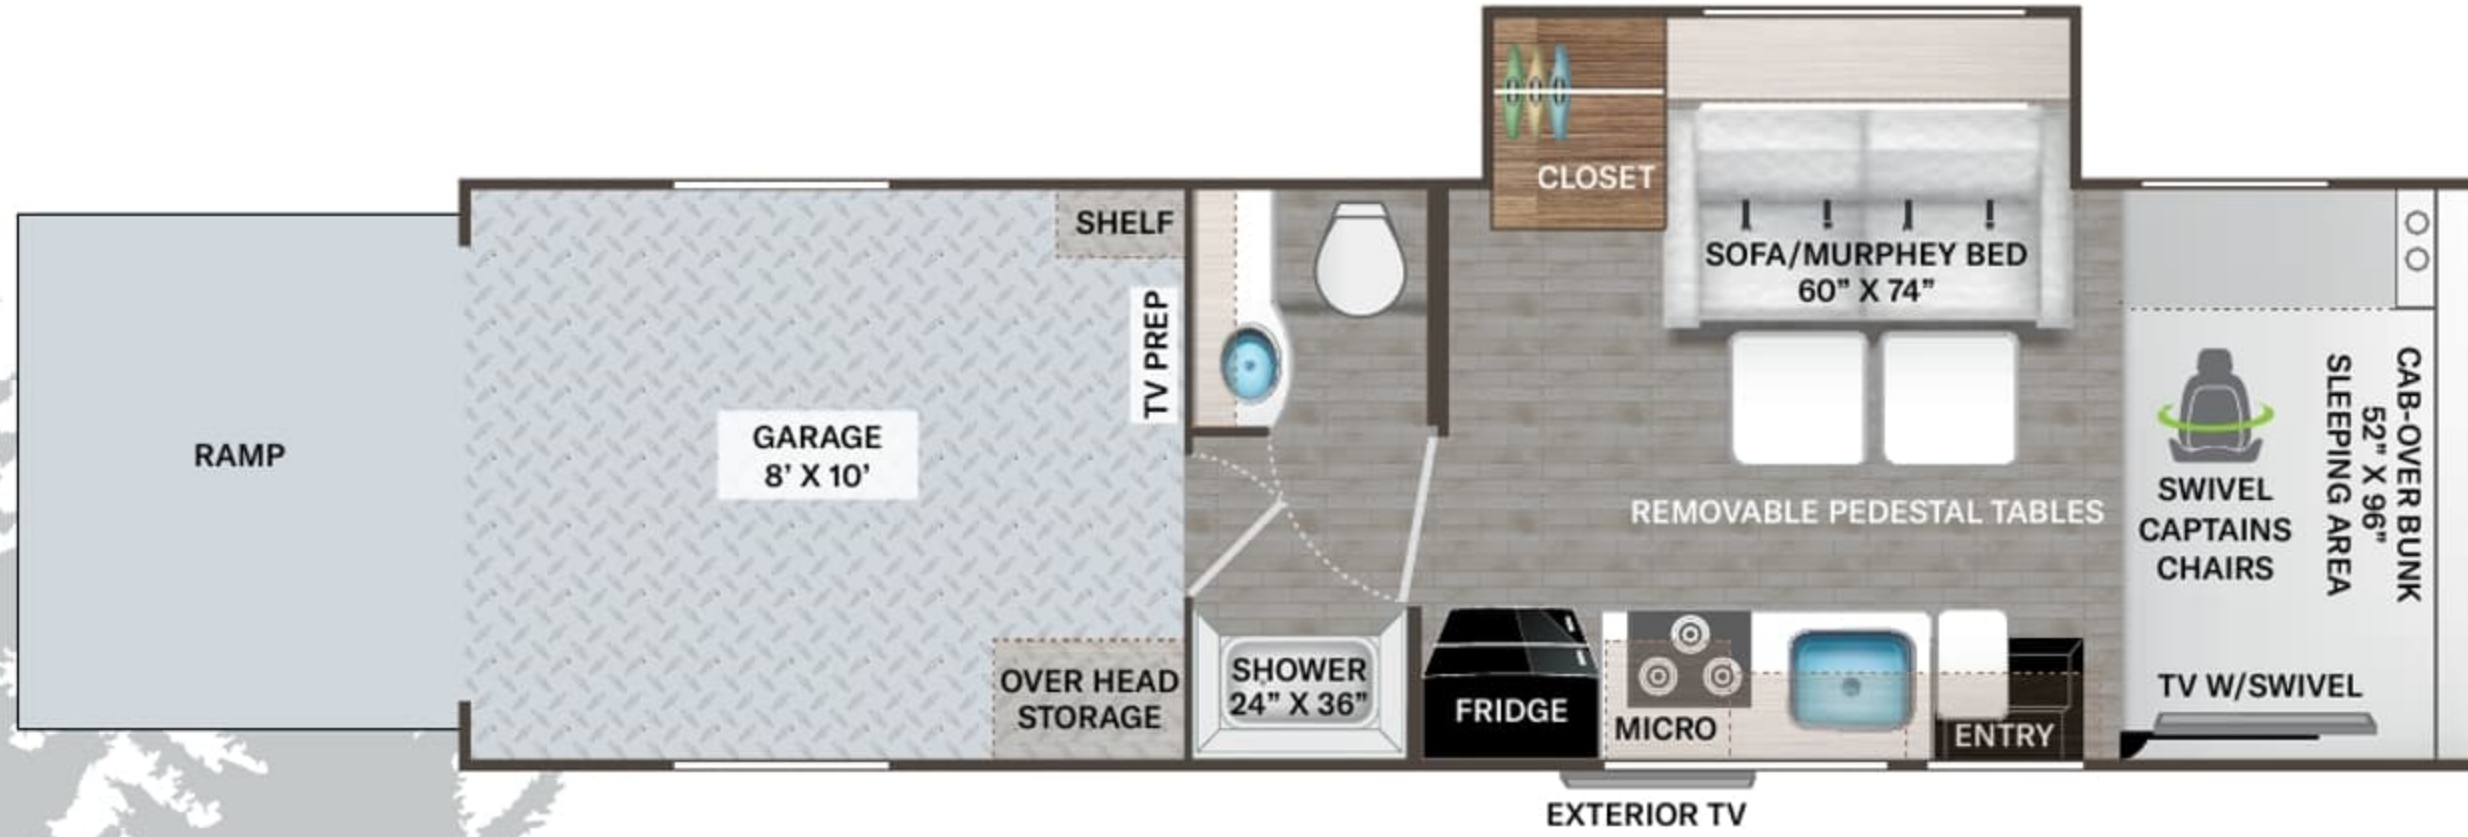 CLOSET
SHELF
SOFA/MURPHEY BED
60” X 74”
TV PREP
RAMP
GARAGE
8’ X 10’
REMOVABLE PEDESTAL TABLES
SWIVEL
CAPTAINS
CHAIRS
CAB-OVER BUNK
52” X 96”
SLEEPING AREA
OVER HEAD
STORAGE
SHOWER
24” X 36”
FRIDGE
MICRO
ENTRY
TV W/SWIVEL
EXTERIOR TV